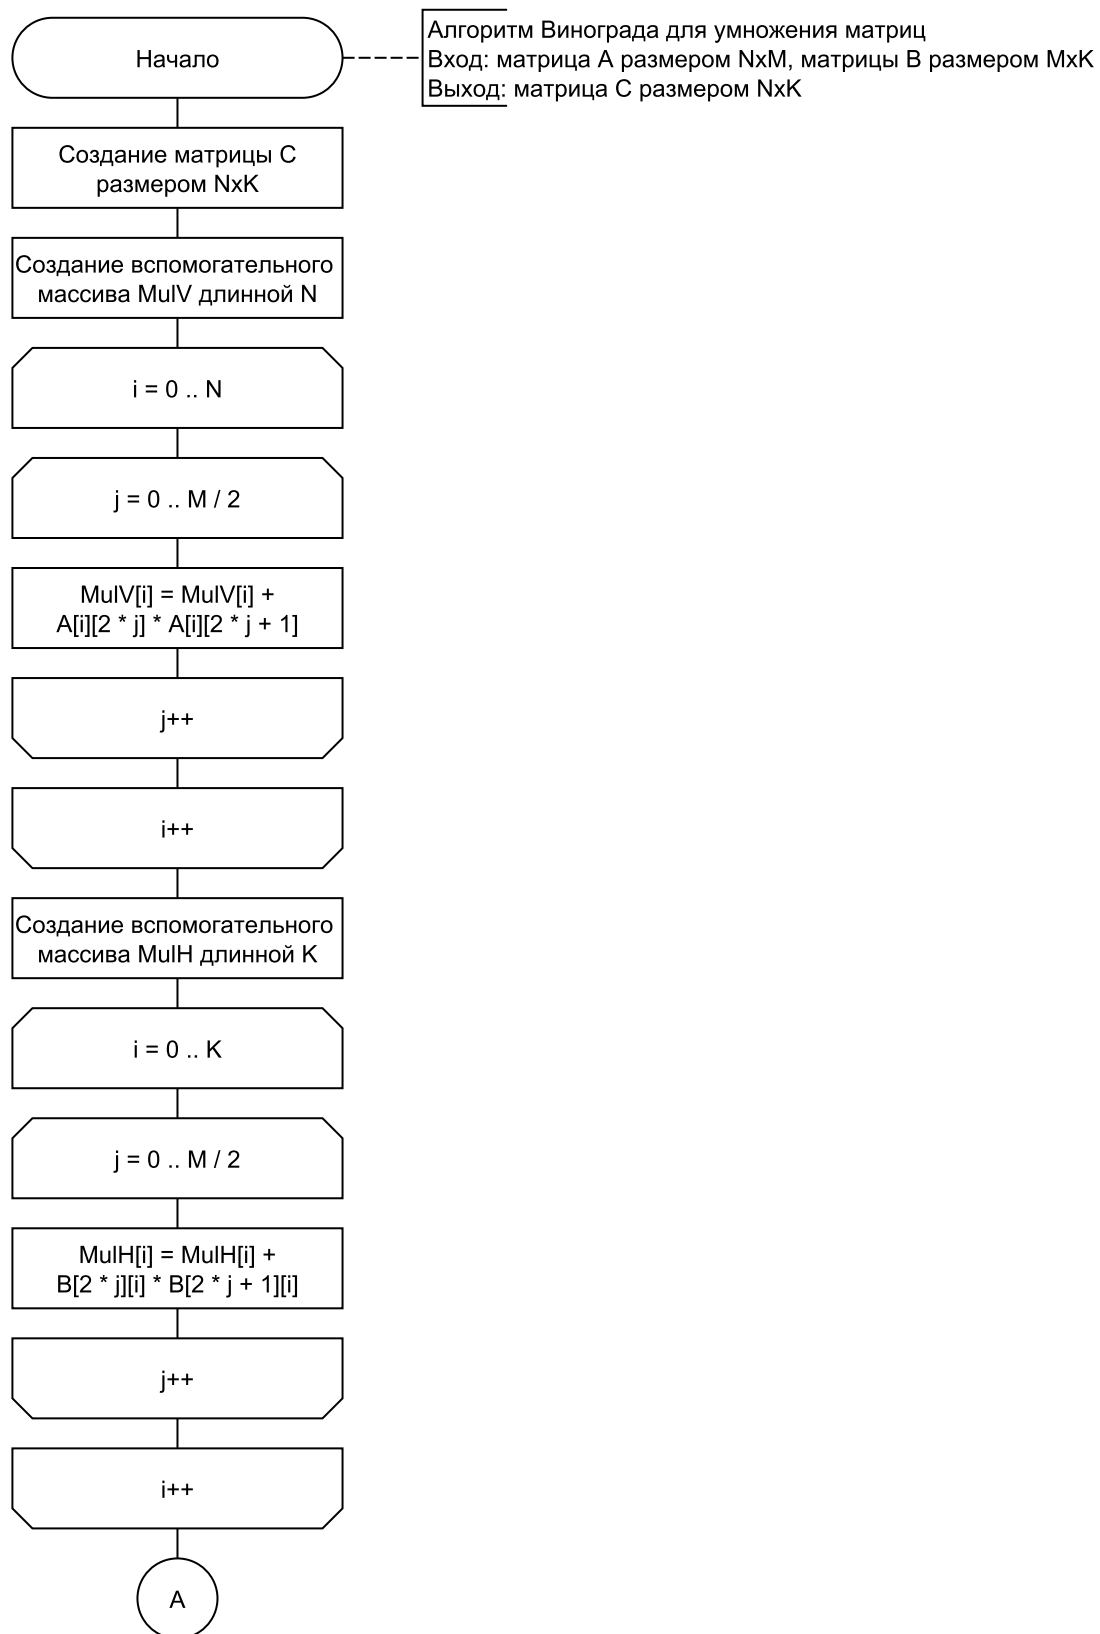 Начало
Алгоритм Винограда для умножения матриц
Вход: матрица А размером NxM, матрицы В размером MxK
Выход: матрица С размером NxK
Создание матрицы С
размером NxK
Создание вспомогательного
массива MulV длинной N
i = 0 .. N
j = 0 .. M / 2
MulV[i] = MulV[i] +
A[i][2 * j] * A[i][2 * j + 1]
j++
i++
Создание вспомогательного
массива MulH длинной K
i = 0 .. K
j = 0 .. M / 2
MulH[i] = MulH[i] +
B[2 * j][i] * B[2 * j + 1][i]
j++
i++
A